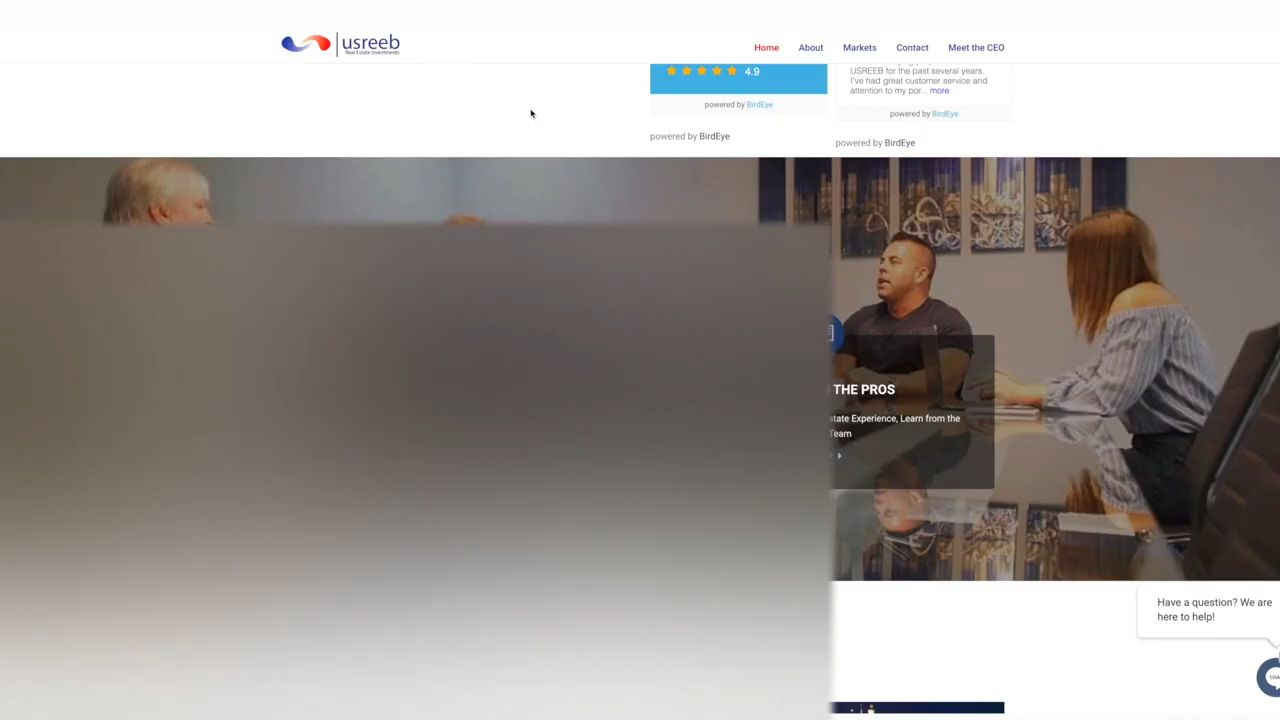 usreeb
Real Estate Investments
Home
About
Markets
Contact
Meet the CEO
4.9
powered by BirdEye
powered by BirdEye
USREEB for the past several years.
I've had great customer service and
attention to my por... more
powered by BirdEye
powered by BirdEye
THE PROS
state Experience, Learn from the
Team
Have a question? We are
here to help!